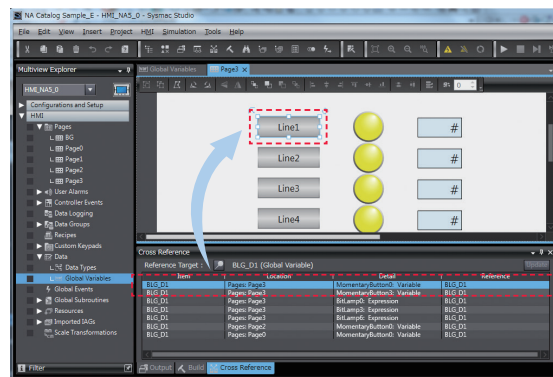 NA Catalog Sample_E - HMI_NA5_0 - Sysmac Studio
File Edit View Insert Project HMI Simulation Tools Help
Multiview Explorer
HMI_NA5_0
Configurations and Setup
HMI
Pages
BG
Page0
Page1
Page2
Page3
User Alarms
Controller Events
Data Logging
Data Groups
Recipes
Custom Keypads
Data
Data Types
Global Variables
Global Events
Global Subroutines
Resources
Imported IAGs
Scale Transformations
Filter
Global Variables Page3 X
0
Line1 #
Line2 #
Line3 #
Line4 #
Cross Reference
Reference Target : BLG_D1 (Global Variable)
Item Location Detail Reference
BLG_D1 Pages: Page3 MomentaryButton0: Variable BLG_D1
BLG_D1 Pages: Page3 MomentaryButton3: Variable BLG_D1
BLG_D1 Pages: Page3 BitLamp0: Expression BLG_D1
BLG_D1 Pages: Page3 BitLamp3: Expression BLG_D1
BLG_D1 Pages: Page3 BitLamp6: Expression BLG_D1
BLG_D1 Pages: Page2 MomentaryButton0: Variable BLG_D1
BLG_D1 Pages: Page0 MomentaryButton0: Variable BLG_D1
Output Build Cross Reference